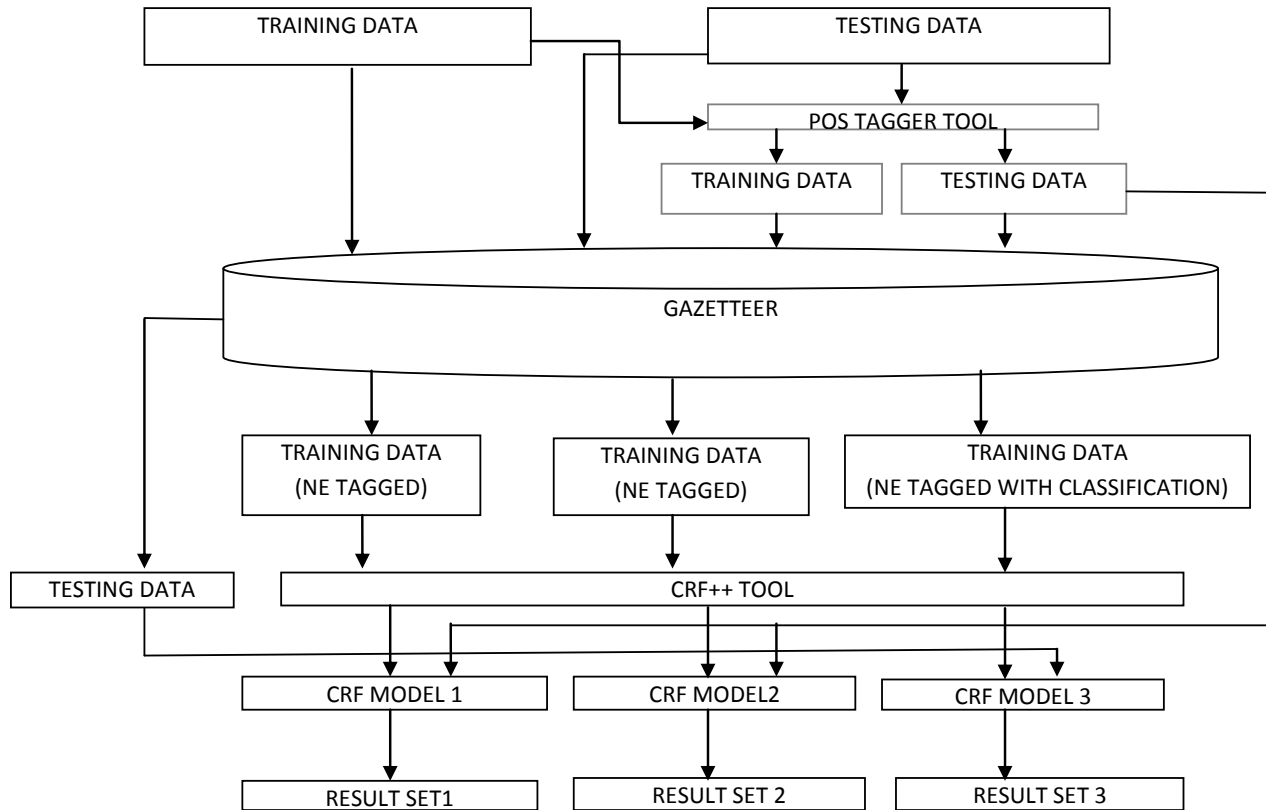 TRAINING DATA
TESTING DATA
POS TAGGER TOOL
TRAINING DATA
TESTING DATA
GAZETTEER
TRAINING DATA
(NE TAGGED)
TRAINING DATA
(NE TAGGED)
TRAINING DATA
(NE TAGGED WITH CLASSIFICATION)
TESTING DATA
CRF++ TOOL
CRF MODEL 1
CRF MODEL2
CRF MODEL 3
RESULT SET1
RESULT SET 2
RESULT SET 3